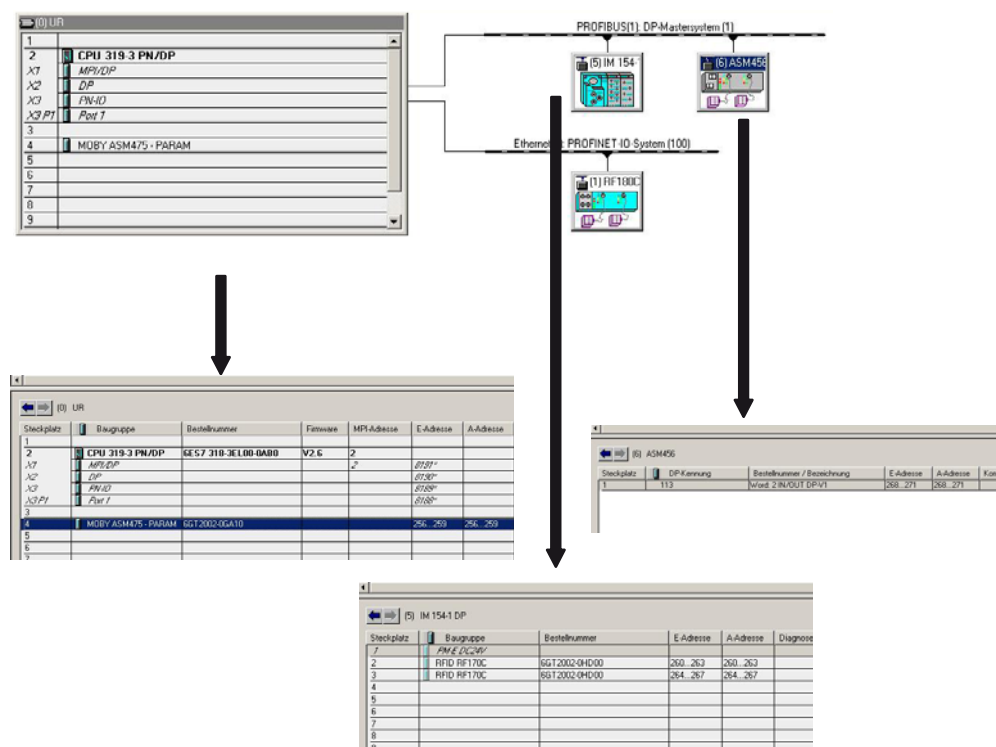 (0) UR
1
2 CPU 319-3 PN/DP
X1 MPI/DP
X2 DP
X3 PN-IO
X3 P1 Port 1
3
4 MOBY ASM475 - PARAM
5
6
7
8
9
PROFIBUS(1): DP-Mastersystem (1)
(5) IM 154-
(6) ASM456
PROFINET-IO-System (100)
(1) RF180C
(0) UR
Steckplatz Baugruppe Bestellnummer Firmware MPI-Adresse E-Adresse A-Adresse
1
2 CPU 319-3 PN/DP 6ES7 318-3EL00-0AB0 V2.6 2
X1 MPI/DP 2 8191*
X2 DP 8190*
X3 PN-IO 8189*
X3 P1 Port 1 8188*
3
4 MOBY ASM475 - PARAM 6GT2002-0GA10 256...259 256...259
5
6
7
(6) ASM456
Steckplatz DP-Kennung Bestellnummer / Bezeichnung E-Adresse A-Adresse
1 113 Word: 2 IN/OUT DP-V1 268...271 268...271
(5) IM 154-1 DP
Steckplatz Baugruppe Bestellnummer E-Adresse A-Adresse Diagnose
1 PM-E DC24V
2 RFID RF170C 6GT2002-0HD00 260...263 260...263
3 RFID RF170C 6GT2002-0HD00 264...267 264...267
4
5
6
7
8